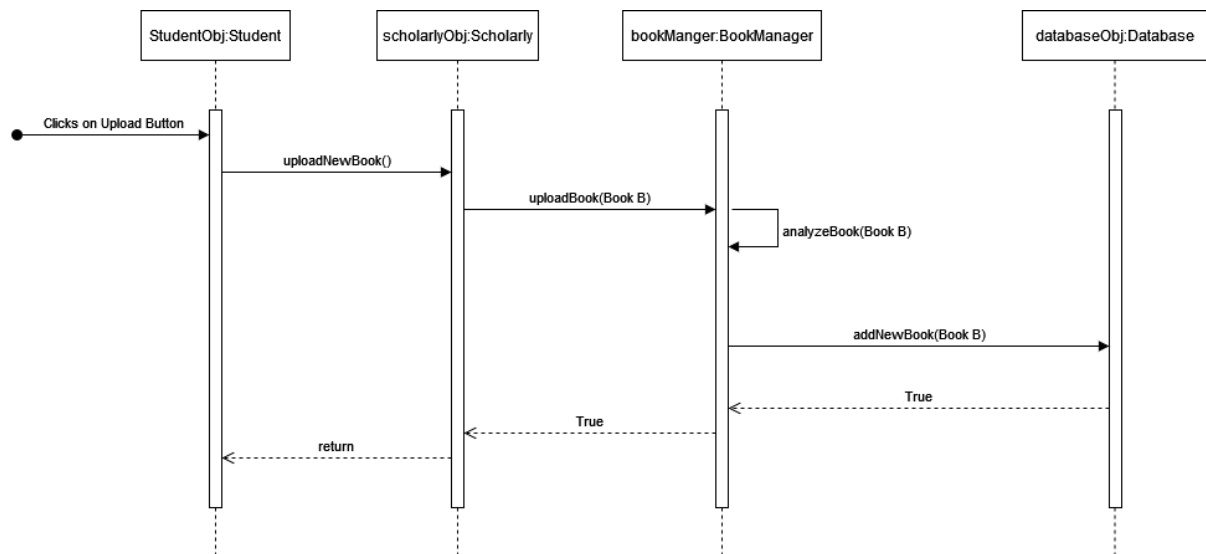 StudentObj:Student
scholarlyObj:Scholarly
bookManger:BookManager
databaseObj:Database
Clicks on Upload Button
uploadNewBook()
uploadBook(Book B)
analyzeBook(Book B)
addNewBook(Book B)
True
True
return